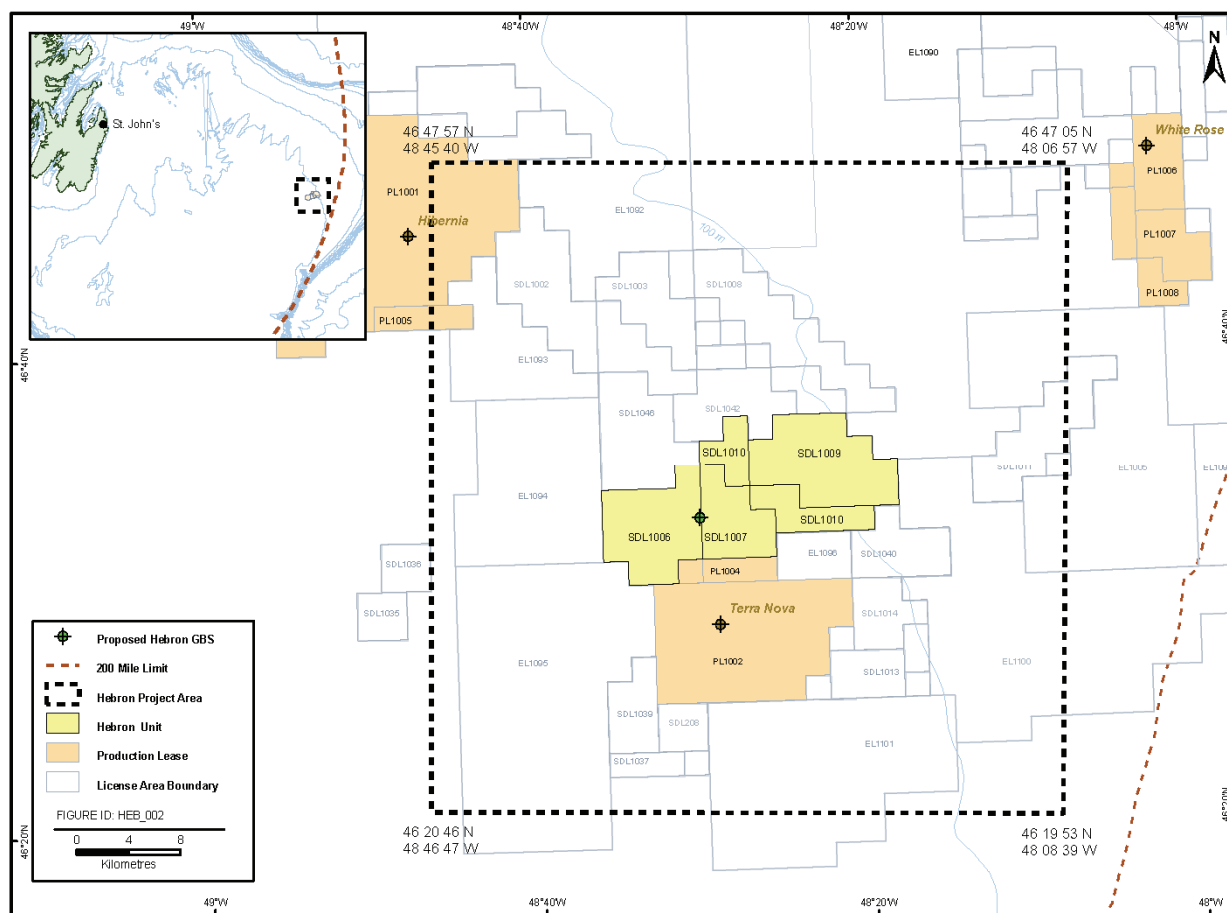 49°W
48°40'W
48°20'W
48°W
N
St. John's
EL1090
46 47 57 N
48 45 40 W
46 47 05 N
48 06 57 W
White Rose
PL1001
PL1006
EL1092
Hibernia
100 m
PL1007
SDL1002
SDL1003
SDL1008
PL1008
PL1005
46°40'N
46°40'N
EL1093
SDL1046
SDL1042
SDL1010
SDL1009
SDL1011
EL1005
EL1094
SDL1010
SDL1006
SDL1007
EL1096
SDL1040
SDL1036
PL1004
SDL1035
Terra Nova
SDL1014
PL1002
EL1100
EL1095
SDL1013
SDL1039
SDL208
EL1101
SDL1037
Proposed Hebron GBS
200 Mile Limit
Hebron Project Area
Hebron Unit
Production Lease
License Area Boundary
FIGURE ID: HEB_002
0 4 8
Kilometres
46 20 46 N
48 46 47 W
46 19 53 N
48 08 39 W
46°20'N
46°20'N
49°W
48°40'W
48°20'W
48°W